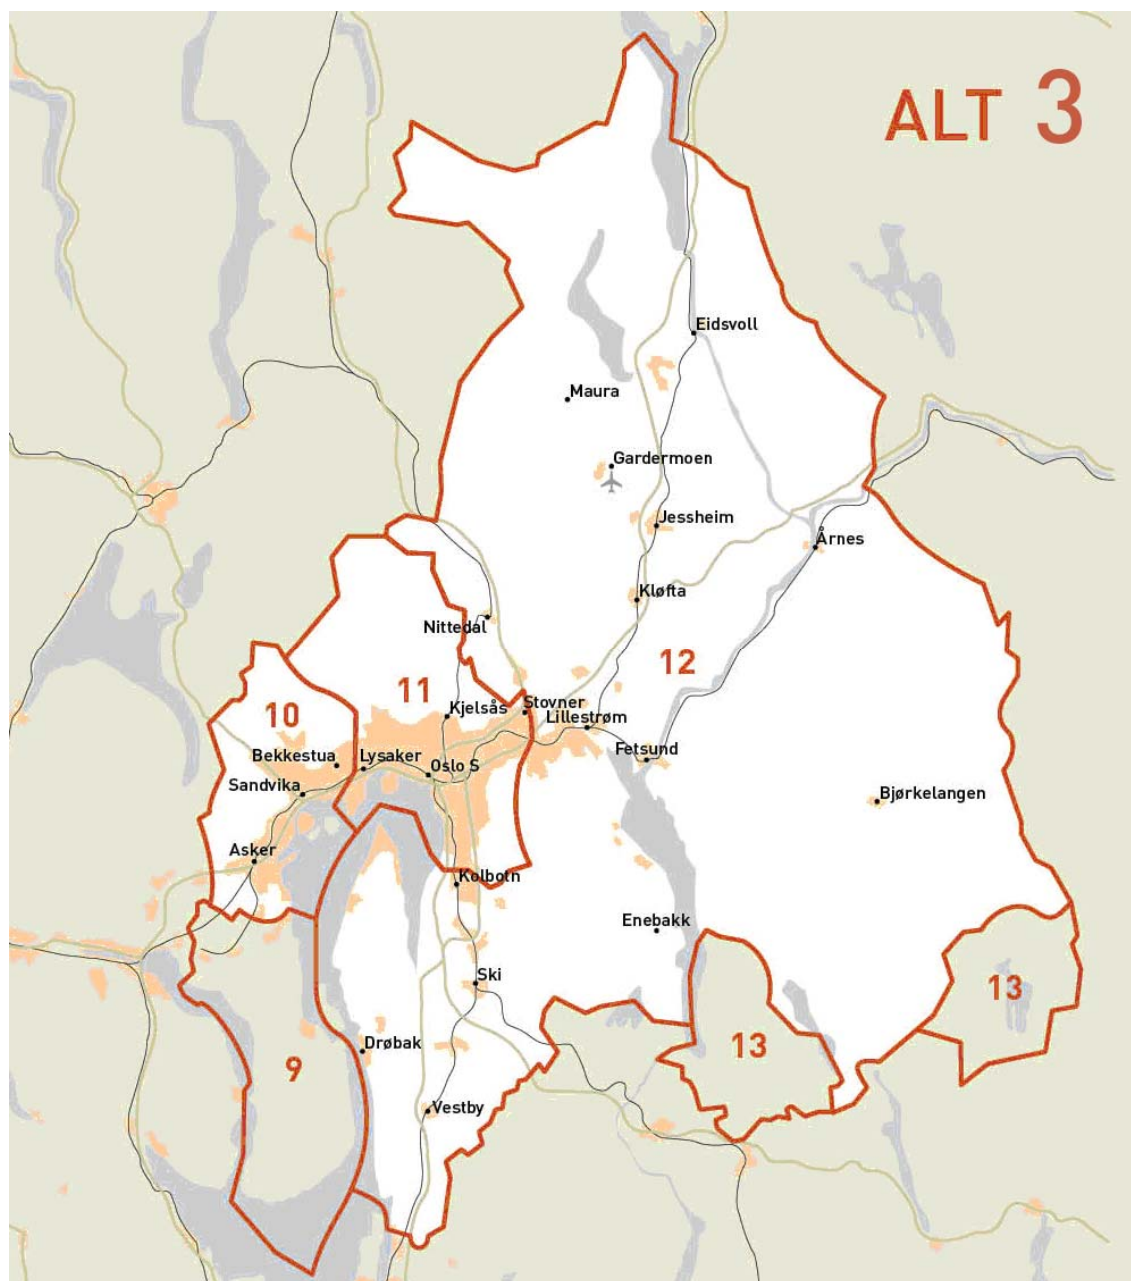 ALT 3
Eidsvoll
Maura
Gardermoen
Jessheim
Årnes
Kløfta
Nittedal
12
11
10
Kjelsås
Stovner
Lillestrøm
Bekkestua
Lysaker
Oslo S
Fetsund
Sandvika
Bjørkelangen
Asker
Kolbotn
Enebakk
Ski
13
Drøbak
13
9
Vestby